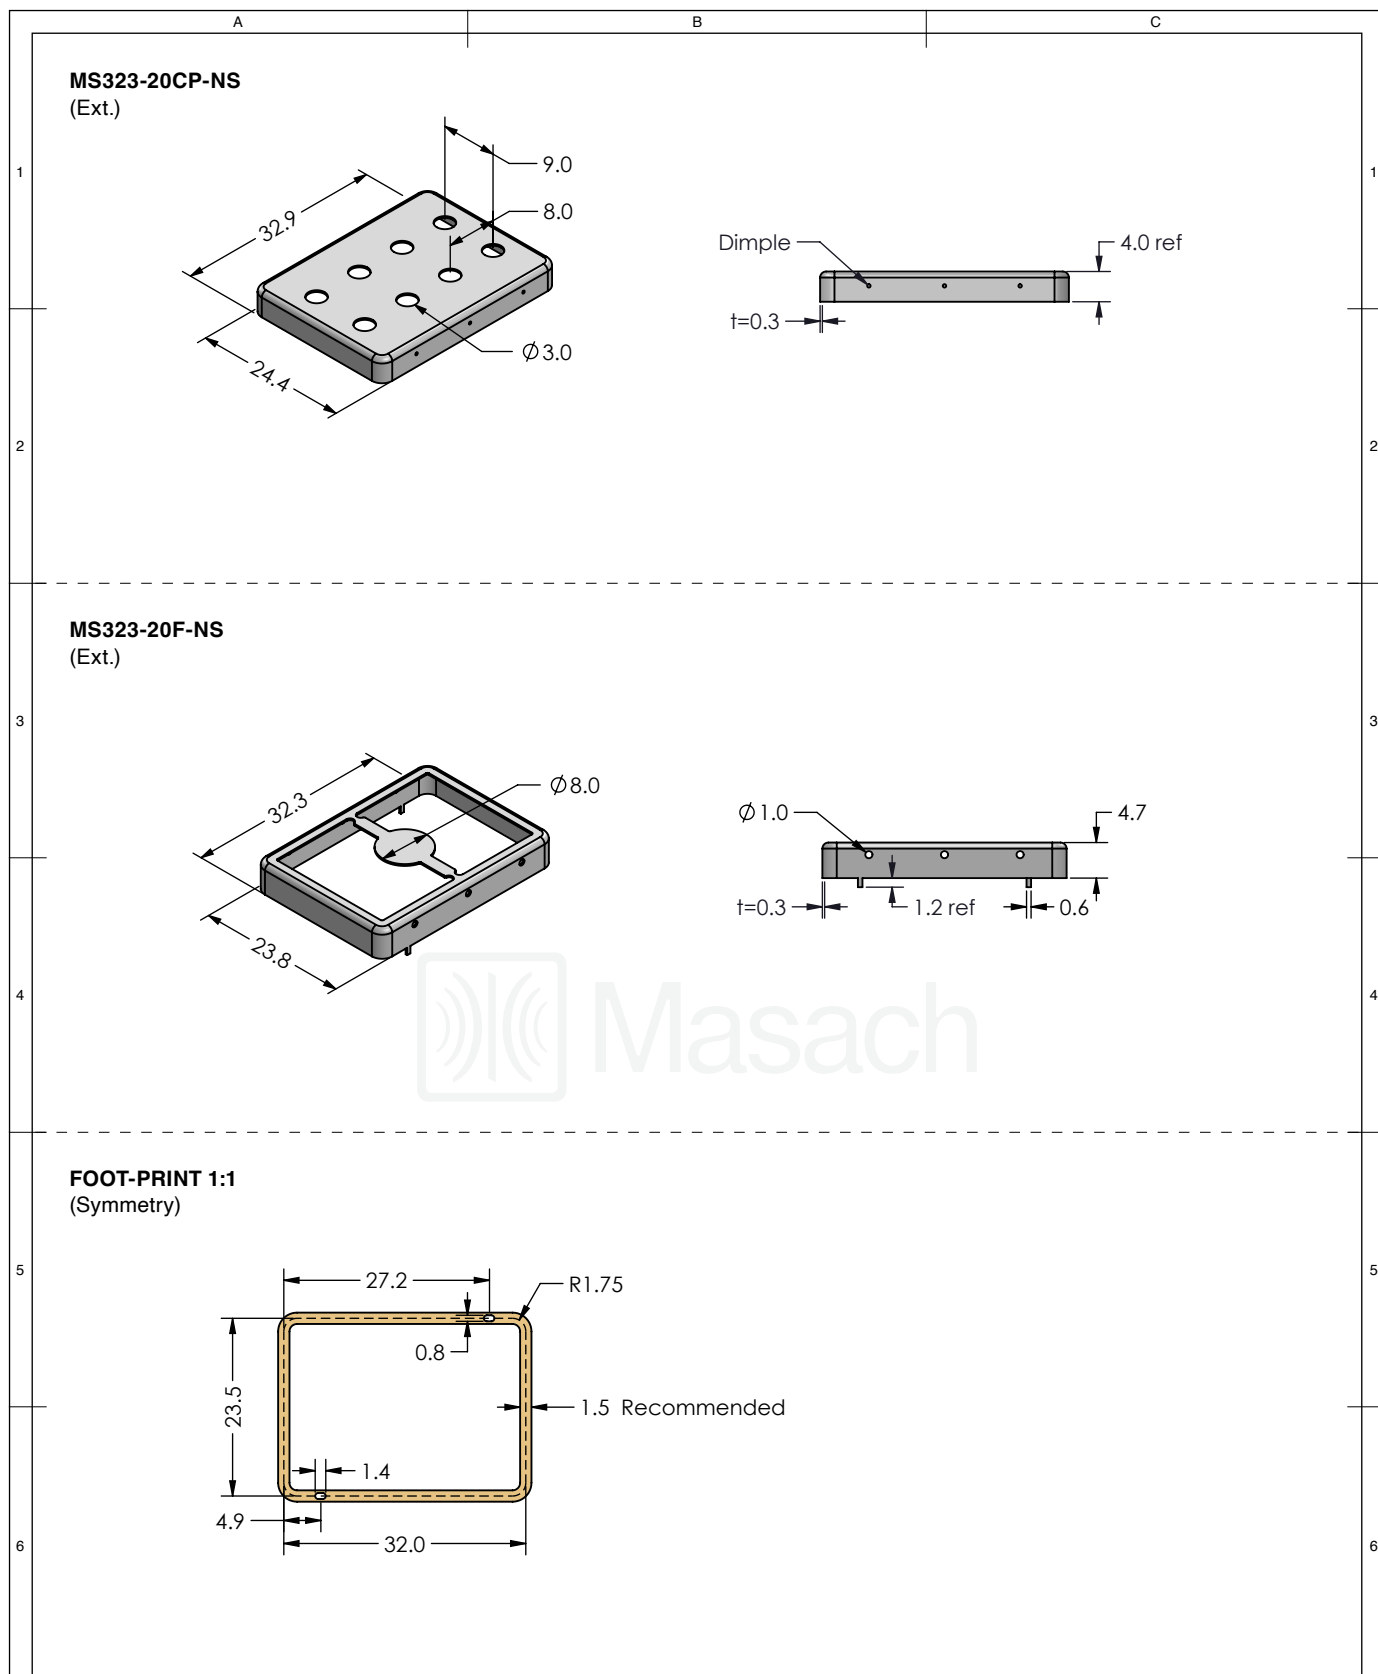 A B C
MS323-20CP-NS
(Ext.)
9.0
8.0
32.9
24.4
Ø3.0
Dimple
4.0 ref
t=0.3
1 1
2 2
MS323-20F-NS
(Ext.)
3 3
32.3
Ø8.0
23.8
Ø1.0
4.7
t=0.3
1.2 ref
0.6
4 4
Masach
FOOT-PRINT 1:1
(Symmetry)
5 5
27.2
R1.75
0.8
23.5
1.5 Recommended
1.4
4.9
32.0
6 6